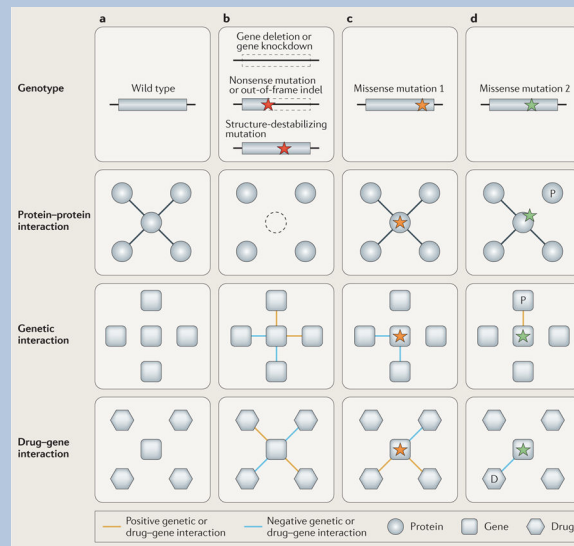 a
b
c
d
Genotype
Wild type
Gene deletion or
gene knockdown
Nonsense mutation
or out-of-frame indel
Structure-destabilizing
mutation
Missense mutation 1
Missense mutation 2
Protein–protein
interaction
P
Genetic
interaction
P
Drug–gene
interaction
D
Positive genetic or
drug–gene interaction
Negative genetic or
drug–gene interaction
Protein
Gene
Drug